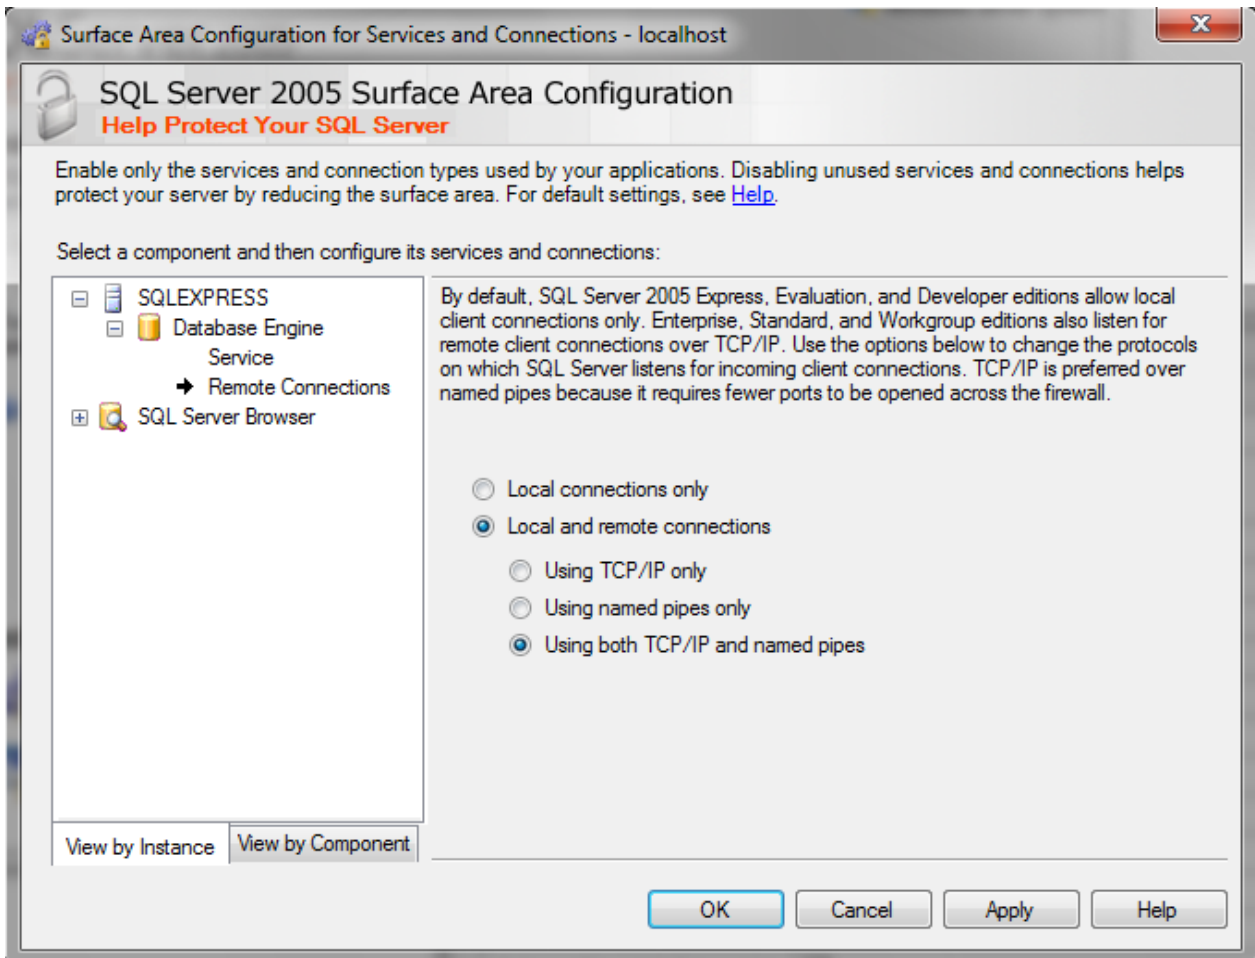 Surface Area Configuration for Services and Connections - localhost
X
SQL Server 2005 Surface Area Configuration
Help Protect Your SQL Server
Enable only the services and connection types used by your applications. Disabling unused services and connections helps
protect your server by reducing the surface area. For default settings, see Help.
Select a component and then configure its services and connections:
SQLEXPRESS
Database Engine
Service
Remote Connections
SQL Server Browser
View by Instance
View by Component
By default, SQL Server 2005 Express, Evaluation, and Developer editions allow local
client connections only. Enterprise, Standard, and Workgroup editions also listen for
remote client connections over TCP/IP. Use the options below to change the protocols
on which SQL Server listens for incoming client connections. TCP/IP is preferred over
named pipes because it requires fewer ports to be opened across the firewall.
Local connections only
Local and remote connections
Using TCP/IP only
Using named pipes only
Using both TCP/IP and named pipes
OK
Cancel
Apply
Help